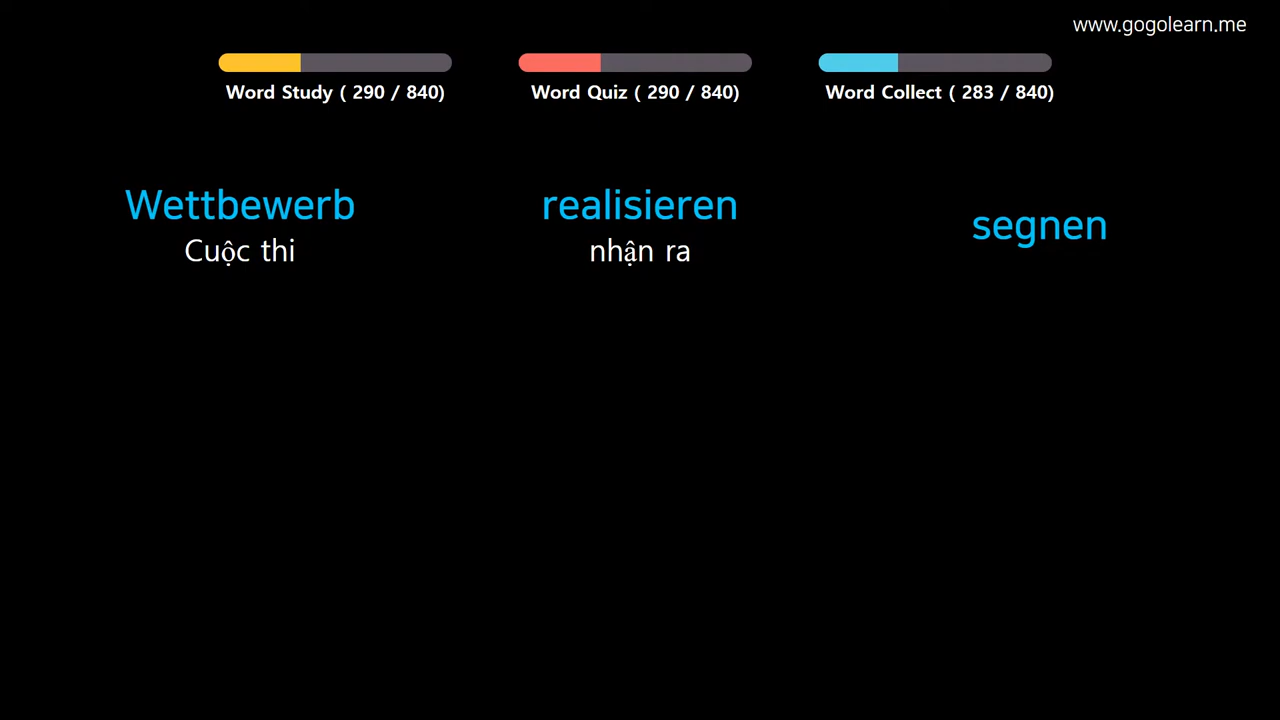 www.gogolearn.me
Word Study ( 290 / 840)
Word Quiz ( 290 / 840)
Word Collect ( 283 / 840)
Wettbewerb
Cuộc thi
realisieren
nhận ra
segnen